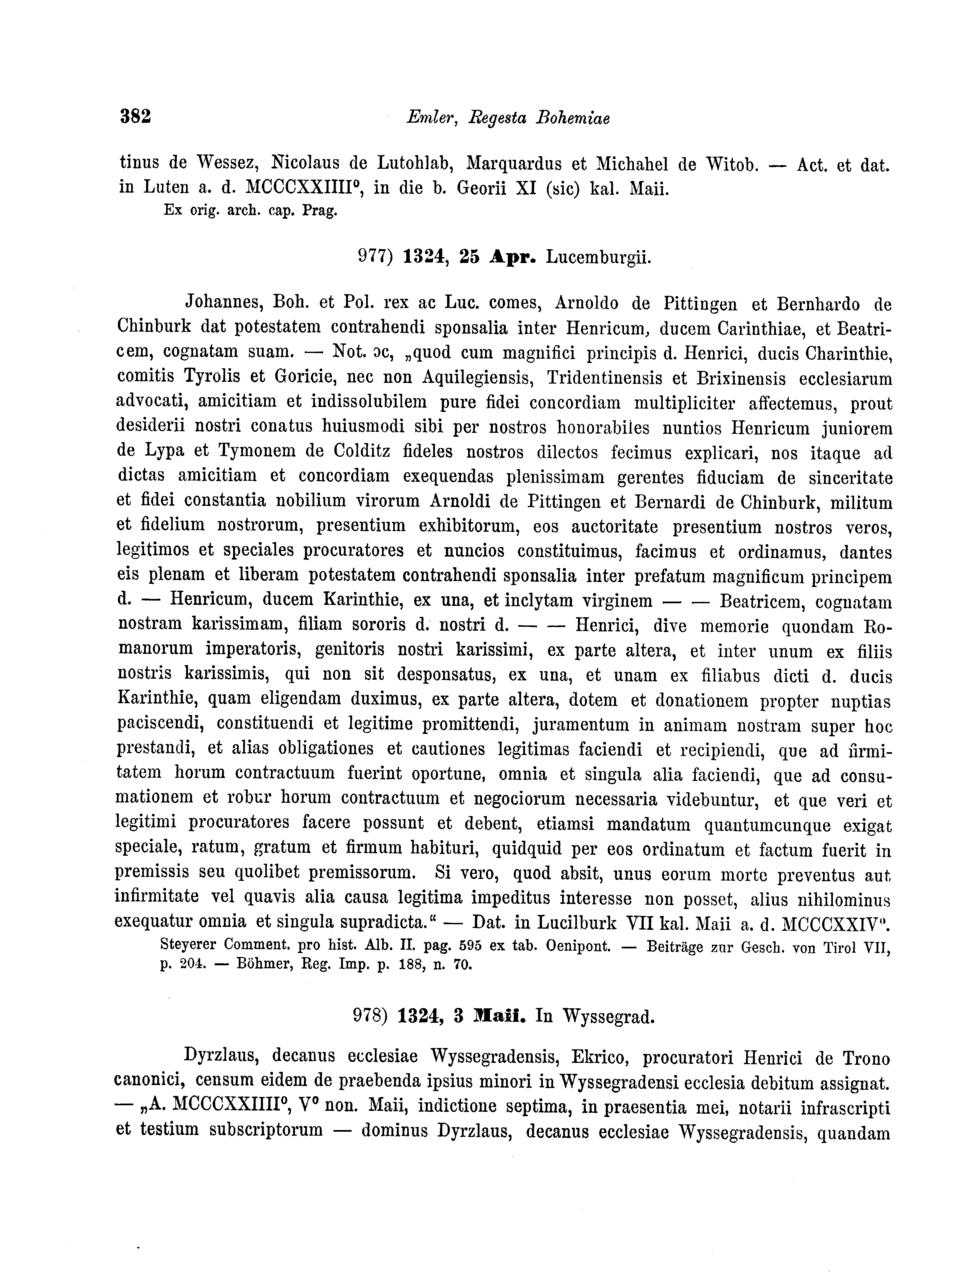 382 Emler, Regesta Bohemiae
tinus de Wessez, Nicolaus de Lutohlab, Marquardus et Michahel de Witob. — Act. et dat.
in Luten a. d. MCCCXXIIII⁰, in die b. Georii XI (sic) kal. Maii.
Ex orig. arch. cap. Prag.
977) 1324, 25 Apr. Lucemburgii.
Johannes, Boh. et Pol. rex ac Luc. comes, Arnoldo de Pittingen et Bernhardo de
Chinburk dat potestatem contrahendi sponsalia inter Henricum, ducem Carinthiae, et Beatri-
cem, cognatam suam. — Not. ɔc, „quod cum magnifici principis d. Henrici, ducis Charinthie,
comitis Tyrolis et Goricie, nec non Aquilegiensis, Tridentinensis et Brixinensis ecclesiarum
advocati, amicitiam et indissolubilem pure fidei concordiam multipliciter affectemus, prout
desiderii nostri conatus huiusmodi sibi per nostros honorabiles nuntios Henricum juniorem
de Lypa et Tymonem de Colditz fideles nostros dilectos fecimus explicari, nos itaque ad
dictas amicitiam et concordiam exequendas plenissimam gerentes fiduciam de sinceritate
et fidei constantia nobilium virorum Arnoldi de Pittingen et Bernardi de Chinburk, militum
et fidelium nostrorum, presentium exhibitorum, eos auctoritate presentium nostros veros,
legitimos et speciales procuratores et nuncios constituimus, facimus et ordinamus, dantes
eis plenam et liberam potestatem contrahendi sponsalia inter prefatum magnificum principem
d. — Henricum, ducem Karinthie, ex una, et inclytam virginem — — Beatricem, cognatam
nostram karissimam, filiam sororis d. nostri d. — — Henrici, dive memorie quondam Ro-
manorum imperatoris, genitoris nostri karissimi, ex parte altera, et inter unum ex filiis
nostris karissimis, qui non sit desponsatus, ex una, et unam ex filiabus dicti d. ducis
Karinthie, quam eligendam duximus, ex parte altera, dotem et donationem propter nuptias
paciscendi, constituendi et legitime promittendi, juramentum in animam nostram super hoc
prestandi, et alias obligationes et cautiones legitimas faciendi et recipiendi, que ad firmi-
tatem horum contractuum fuerint oportune, omnia et singula alia faciendi, que ad consu-
mationem et robur horum contractuum et negociorum necessaria videbuntur, et que veri et
legitimi procuratores facere possunt et debent, etiamsi mandatum quantumcunque exigat
speciale, ratum, gratum et firmum habituri, quidquid per eos ordinatum et factum fuerit in
premissis seu quolibet premissorum. Si vero, quod absit, unus eorum morte preventus aut
infirmitate vel quavis alia causa legitima impeditus interesse non posset, alius nihilominus
exequatur omnia et singula supradicta.“ — Dat. in Lucilburk VII kal. Maii a. d. MCCCXXIV⁰.
Steyerer Comment. pro hist. Alb. II. pag. 595 ex tab. Oenipont. — Beiträge zur Gesch. von Tirol VII,
p. 204. — Böhmer, Reg. Imp. p. 188, n. 70.
978) 1324, 3 Maii. In Wyssegrad.
Dyrzlaus, decanus ecclesiae Wyssegradensis, Ekrico, procuratori Henrici de Trono
canonici, censum eidem de praebenda ipsius minori in Wyssegradensi ecclesia debitum assignat.
— „A. MCCCXXIIII⁰, V⁰ non. Maii, indictione septima, in praesentia mei, notarii infrascripti
et testium subscriptorum — dominus Dyrzlaus, decanus ecclesiae Wyssegradensis, quandam